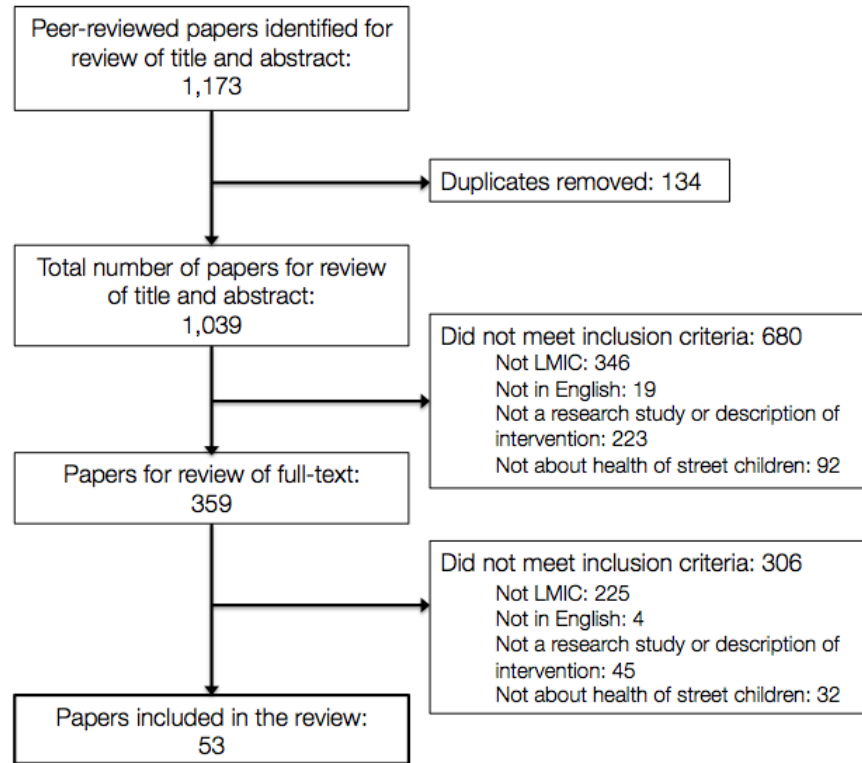 Peer-reviewed papers identified for
review of title and abstract:
1,173
Duplicates removed: 134
Total number of papers for review
of title and abstract:
1,039
Did not meet inclusion criteria: 680
Not LMIC: 346
Not in English: 19
Not a research study or description of
intervention: 223
Not about health of street children: 92
Papers for review of full-text:
359
Did not meet inclusion criteria: 306
Not LMIC: 225
Not in English: 4
Not a research study or description of
intervention: 45
Not about health of street children: 32
Papers included in the review:
53